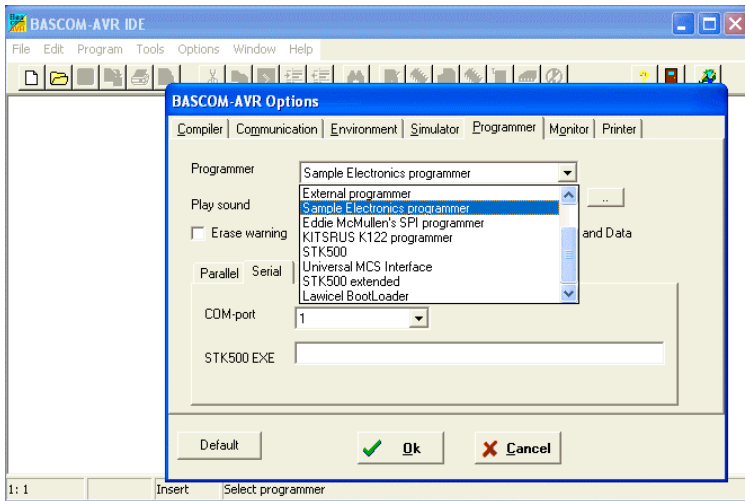 BASCOM-AVR IDE
File Edit Program Tools Options Window Help
BASCOM-AVR Options
Compiler Communication Environment Simulator Programmer Monitor Printer
Programmer
Sample Electronics programmer
External programmer
Play sound
..
Sample Electronics programmer
Eddie McMullen's SPI programmer
Erase warning
KITSRUS K122 programmer
and Data
STK500
Universal MCS Interface
Parallel Serial
STK500 extended
Lawicel BootLoader
COM-port
1
STK500 EXE
Default
Ok
Cancel
1: 1
Insert
Select programmer